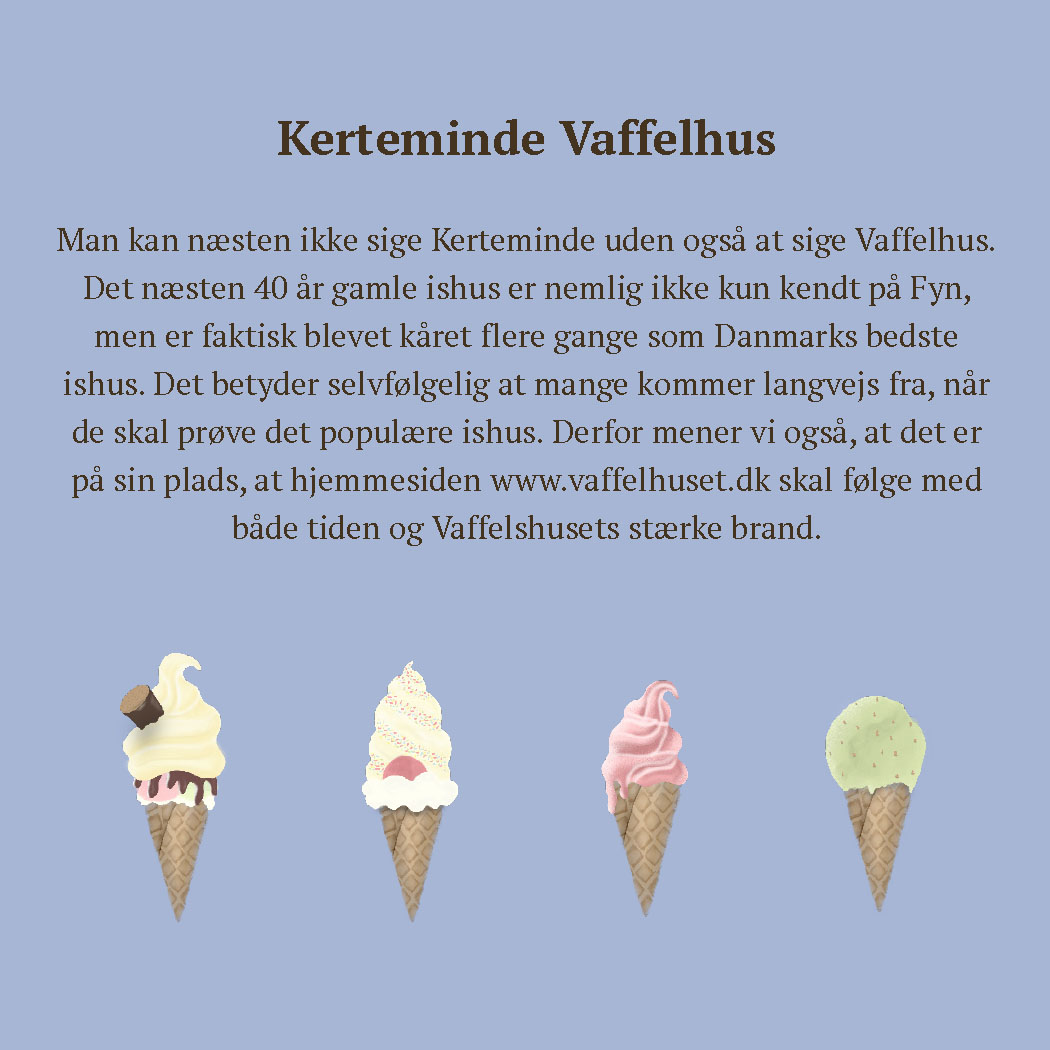 Kerteminde Vaffelhus
Man kan næsten ikke sige Kerteminde uden også at sige Vaffelhus.
Det næsten 40 år gamle ishus er nemlig ikke kun kendt på Fyn,
men er faktisk blevet kåret flere gange som Danmarks bedste
ishus. Det betyder selvfølgelig at mange kommer langvejs fra, når
de skal prøve det populære ishus. Derfor mener vi også, at det er
på sin plads, at hjemmesiden www.vaffelhuset.dk skal følge med
både tiden og Vaffelshusets stærke brand.